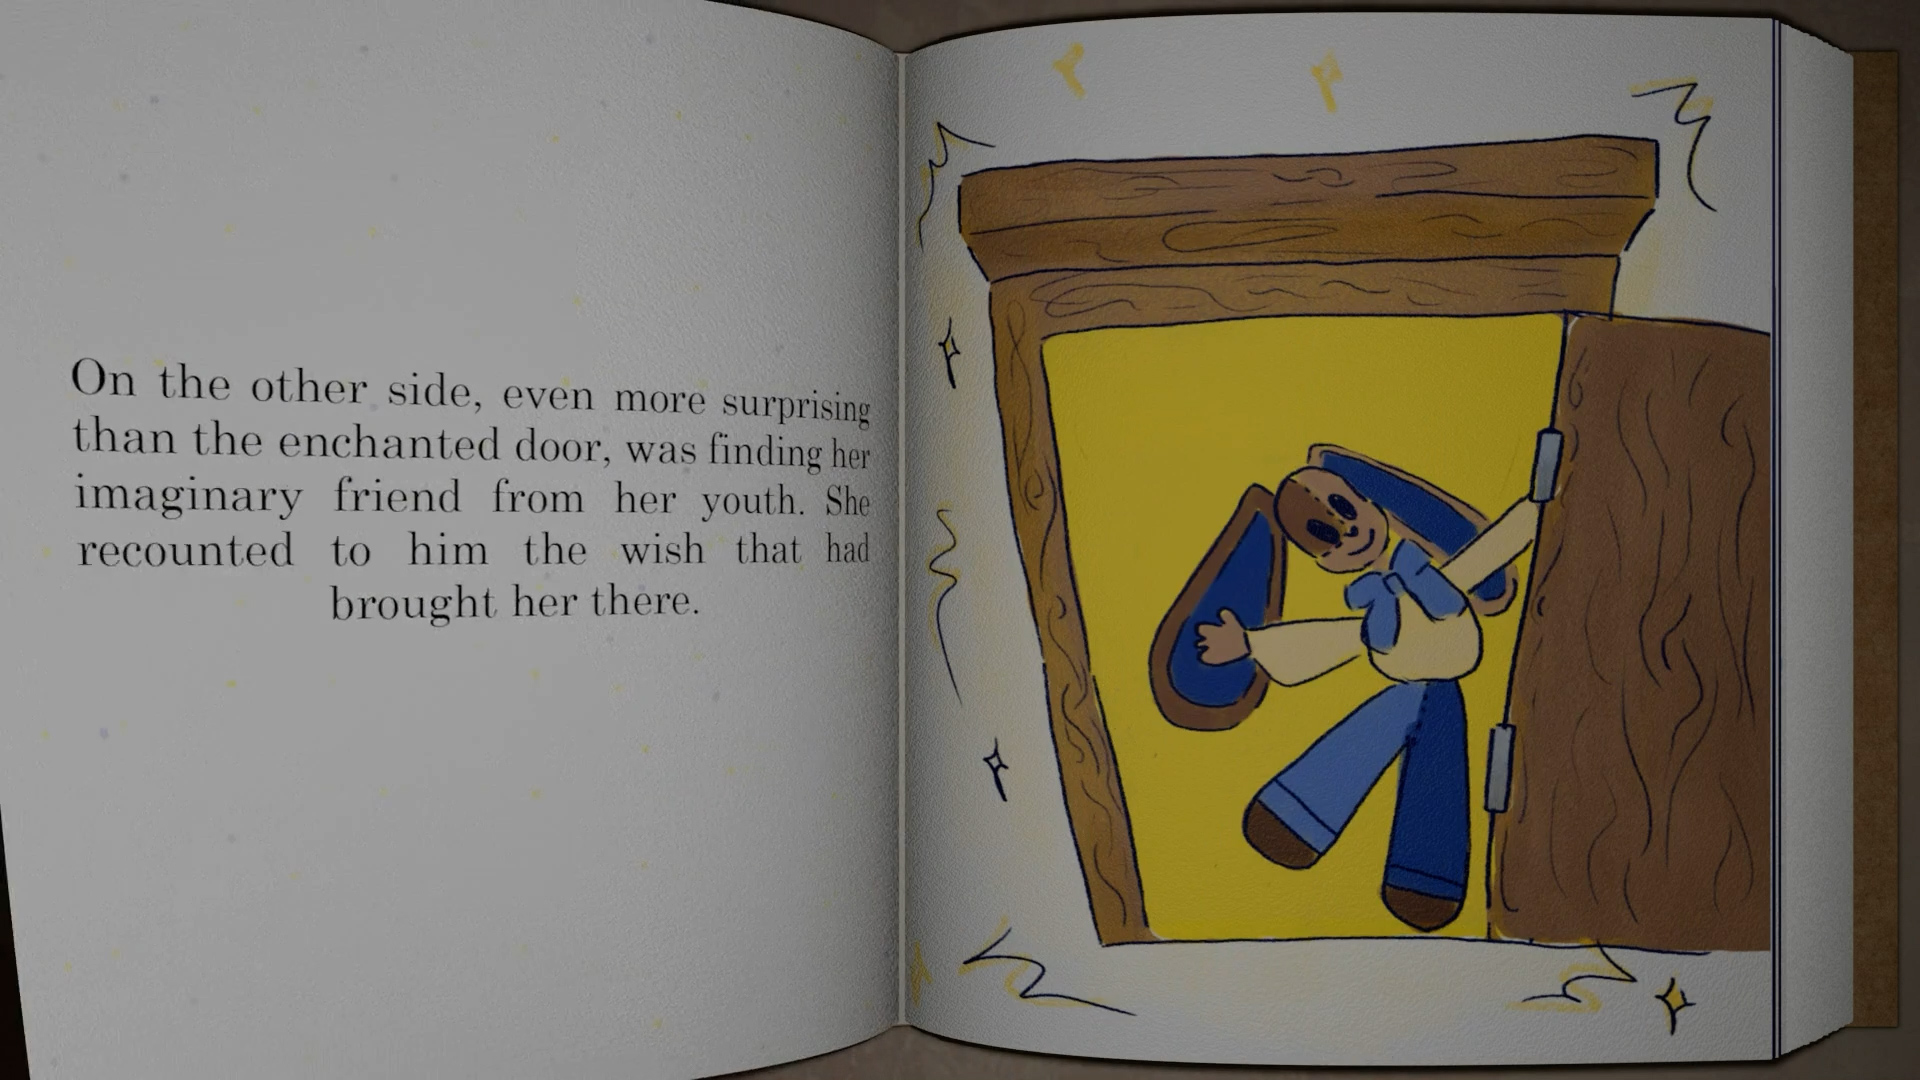 On the other side, even more surprising
than the enchanted door, was finding her
imaginary friend from her youth. She
recounted to him the wish that had
brought her there.